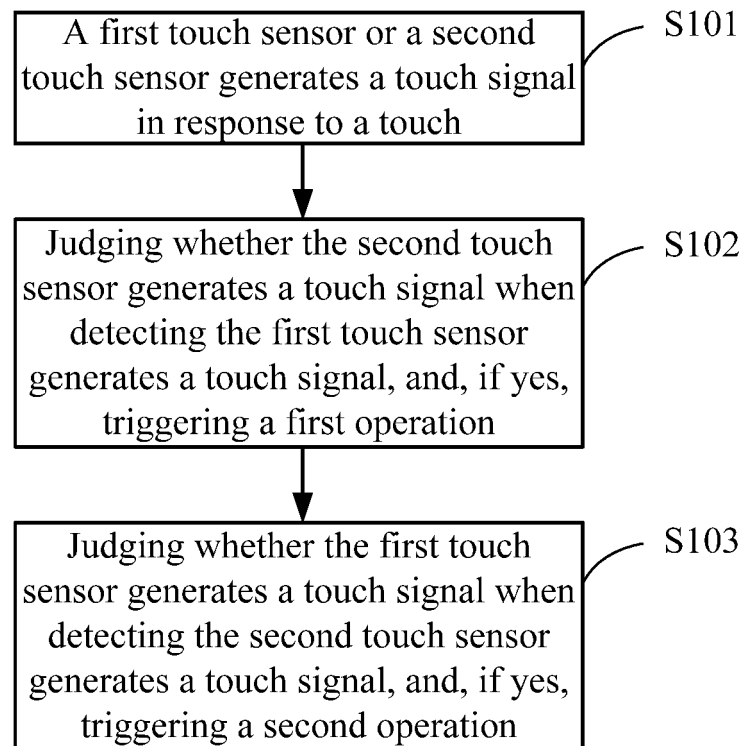 A first touch sensor or a second
touch sensor generates a touch signal
in response to a touch
S101
Judging whether the second touch
sensor generates a touch signal when
detecting the first touch sensor
generates a touch signal, and, if yes,
triggering a first operation
S102
Judging whether the first touch
sensor generates a touch signal when
detecting the second touch sensor
generates a touch signal, and, if yes,
triggering a second operation
S103